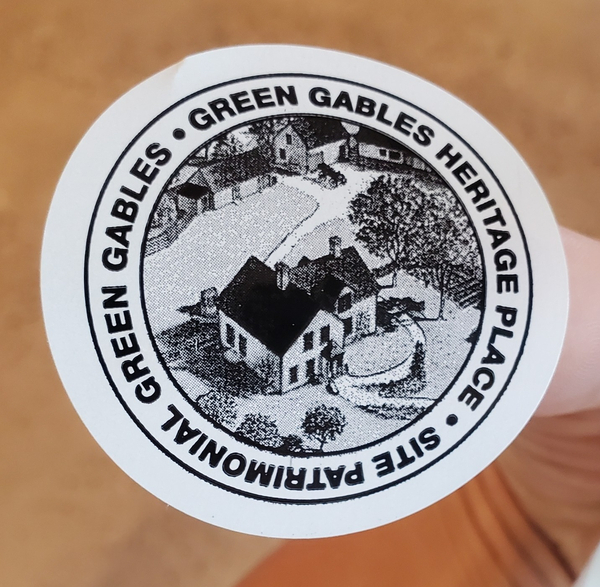 • GREEN GABLES HERITAGE PLACE
• SITE PATRIMONIAL GREEN GABLES